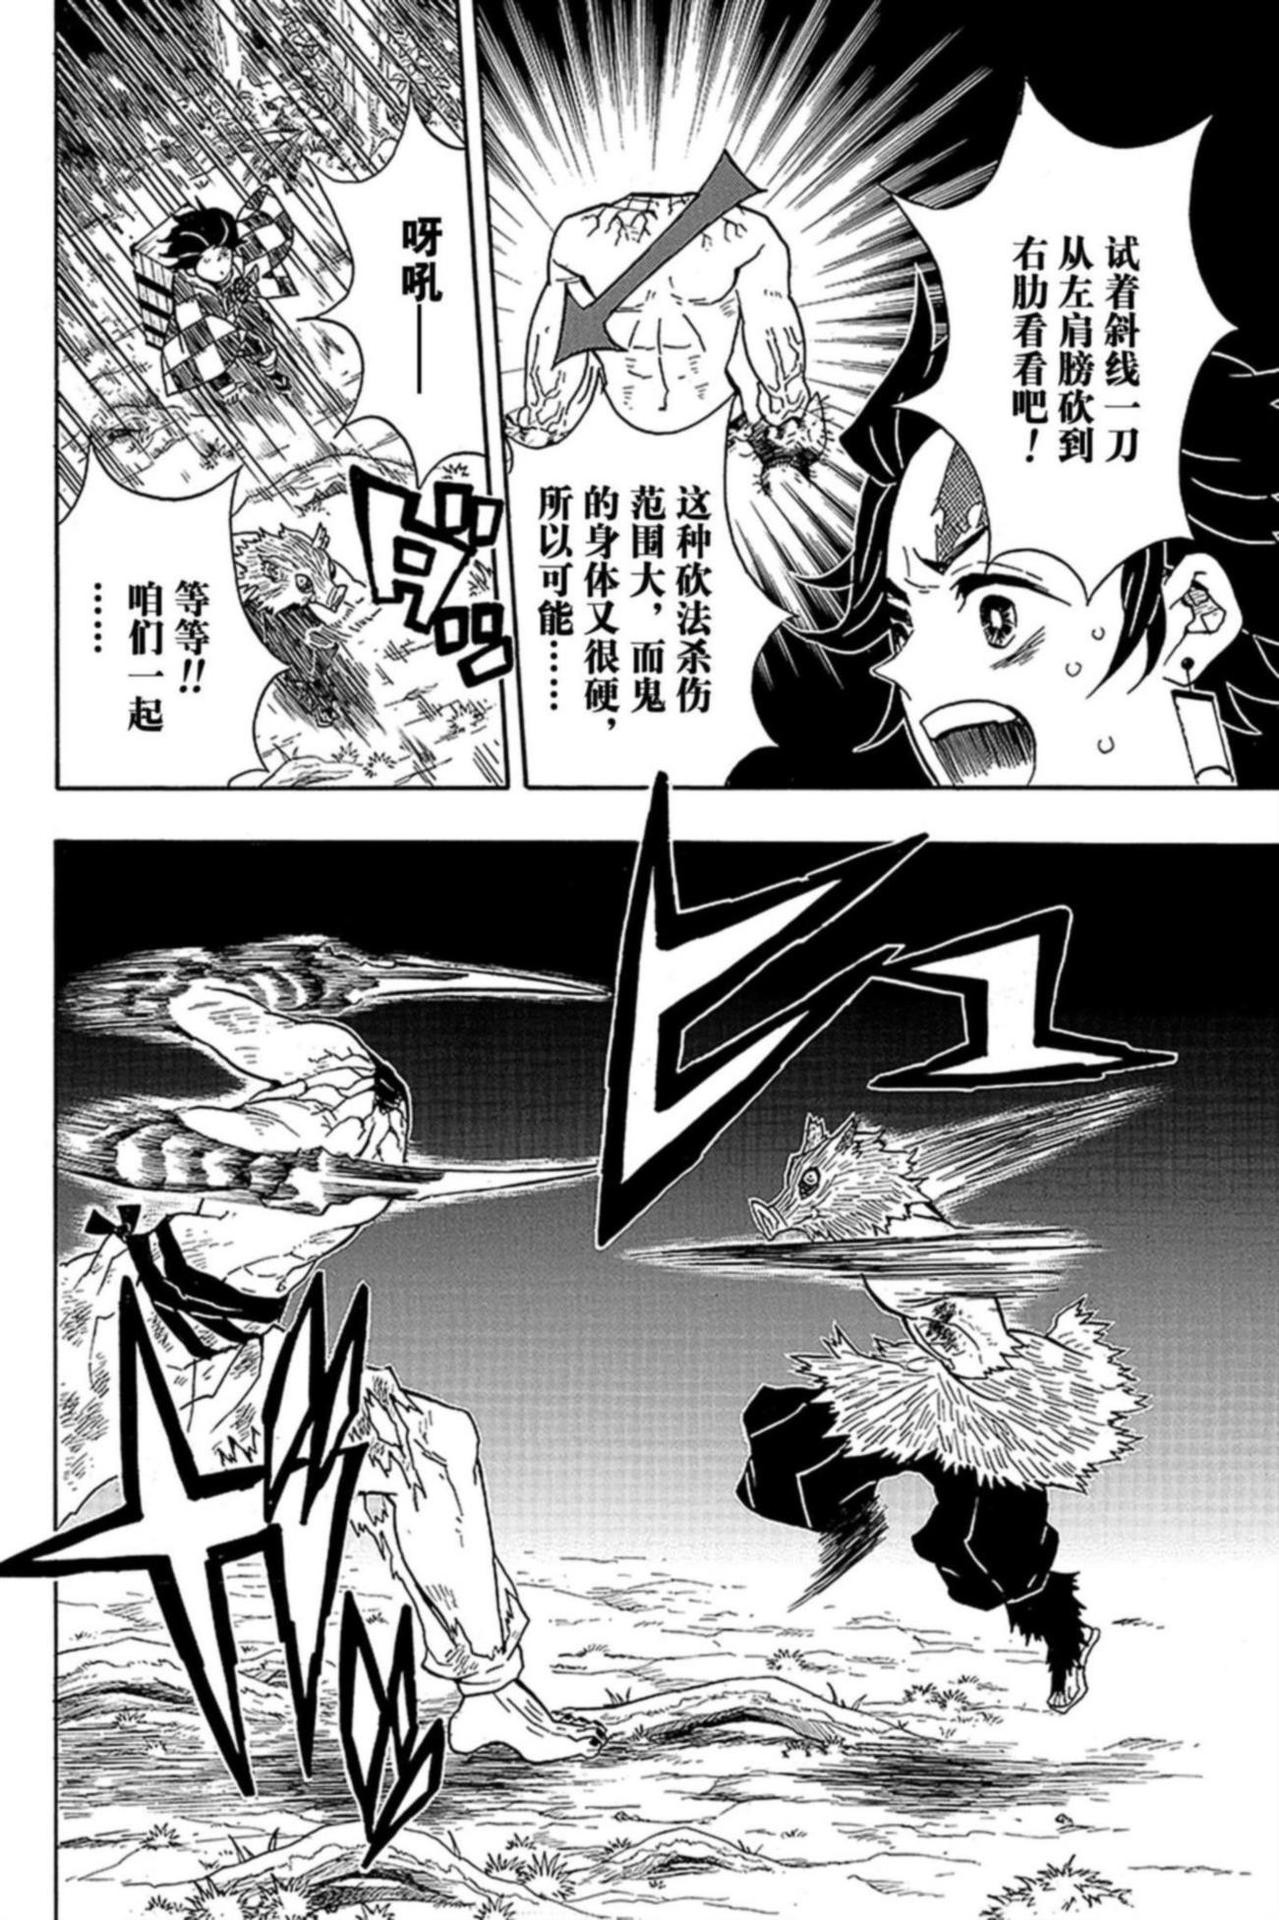 试着斜线一刀
从左肩膀砍到
右肋看看吧！
这种砍法杀伤
范围大，而鬼
的身体又很硬，
所以可能……
呀吼——
等等!!
咱们一起
……
ビュ